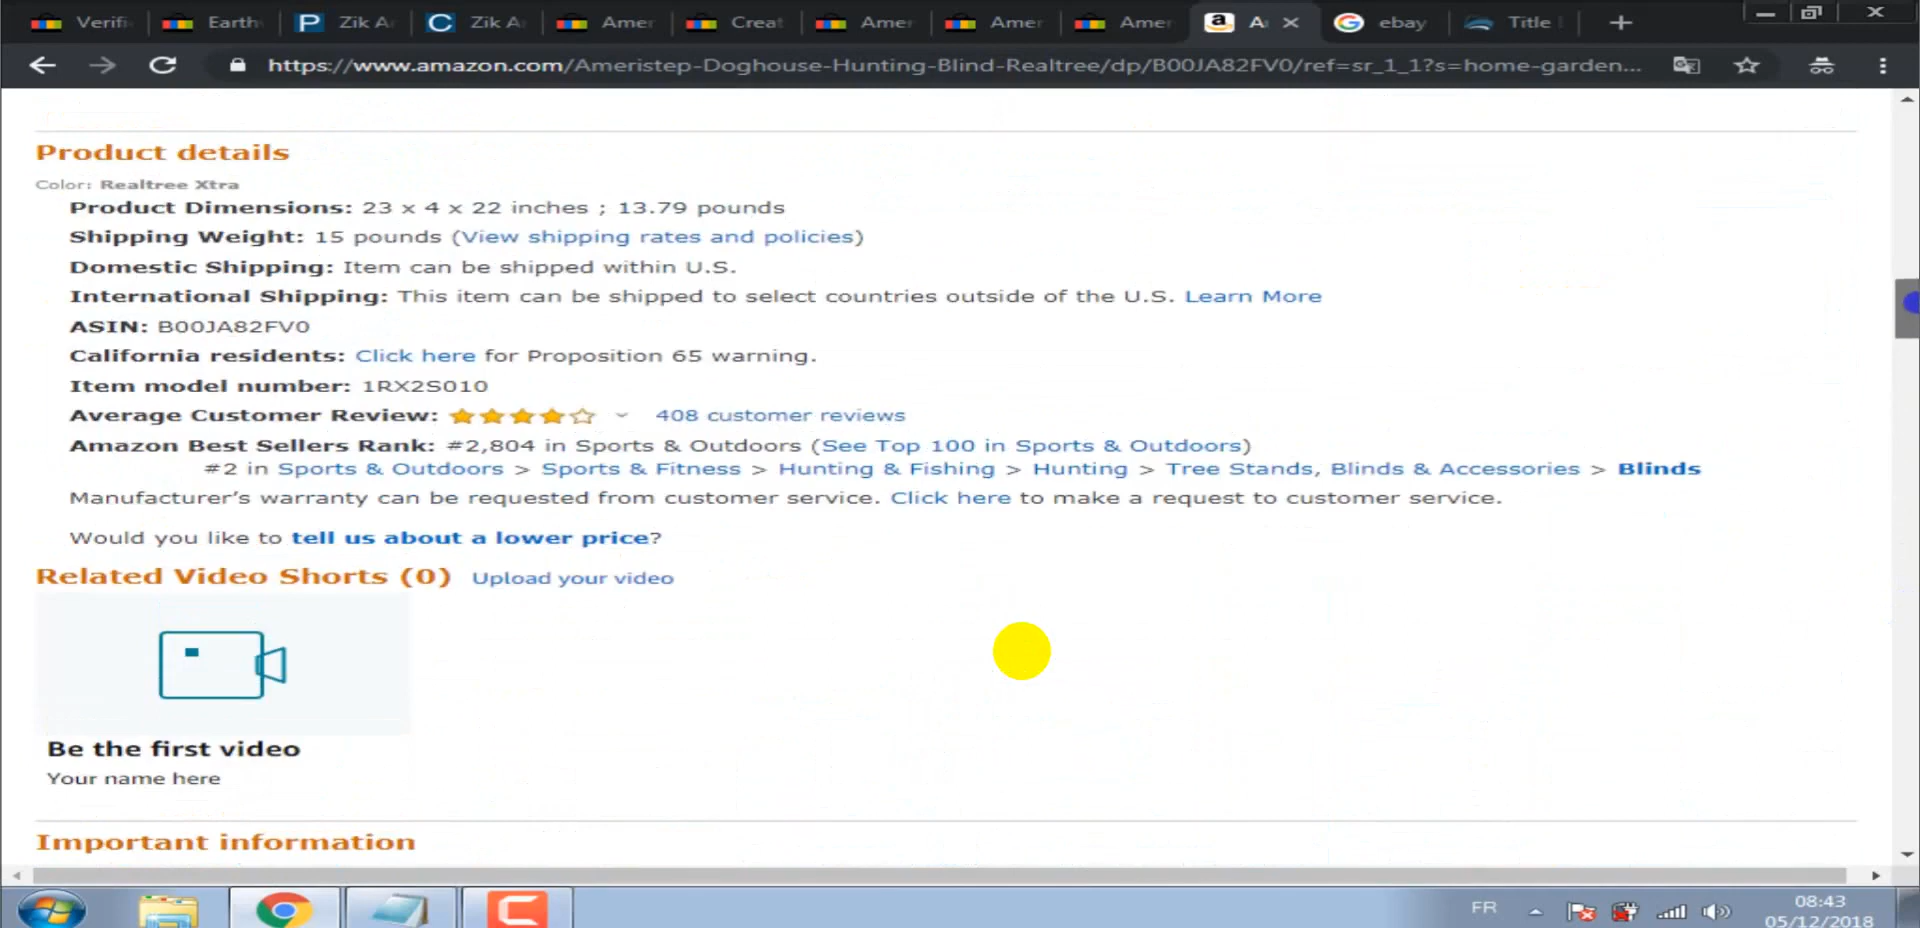 Verifi Earth Zik A Zik A Amer Creat Amer Amer Amer A ebay Title
https://www.amazon.com/Ameristep-Doghouse-Hunting-Blind-Realtree/dp/B00JA82FV0/ref=sr_1_1?s=home-garden...
Product details
Color: Realtree Xtra
Product Dimensions: 23 x 4 x 22 inches ; 13.79 pounds
Shipping Weight: 15 pounds (View shipping rates and policies)
Domestic Shipping: Item can be shipped within U.S.
International Shipping: This item can be shipped to select countries outside of the U.S. Learn More
ASIN: B00JA82FV0
California residents: Click here for Proposition 65 warning.
Item model number: 1RX2S010
Average Customer Review: 408 customer reviews
Amazon Best Sellers Rank: #2,804 in Sports & Outdoors (See Top 100 in Sports & Outdoors)
#2 in Sports & Outdoors > Sports & Fitness > Hunting & Fishing > Hunting > Tree Stands, Blinds & Accessories > Blinds
Manufacturer's warranty can be requested from customer service. Click here to make a request to customer service.
Would you like to tell us about a lower price?
Related Video Shorts (0) Upload your video
Be the first video
Your name here
Important information
FR
08:43
05/12/2018